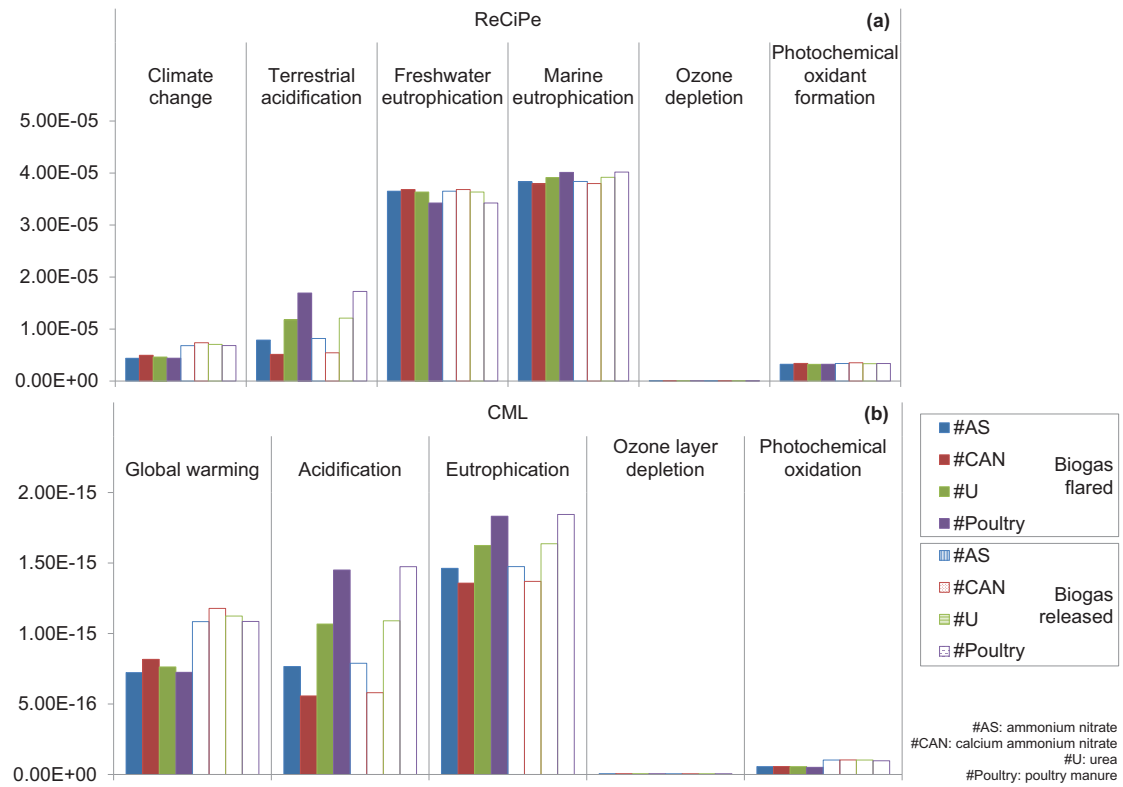 ReCiPe
(a)
Climate
change
Terrestrial
acidification
Freshwater
eutrophication
Marine
eutrophication
Ozone
depletion
Photochemical
oxidant
formation
5.00E-05
4.00E-05
3.00E-05
2.00E-05
1.00E-05
0.00E+00
CML
(b)
Global warming
Acidification
Eutrophication
Ozone layer
depletion
Photochemical
oxidation
2.00E-15
1.50E-15
1.00E-15
5.00E-16
0.00E+00
#AS
#CAN
#U
#Poultry
Biogas
flared
#AS
#CAN
#U
#Poultry
Biogas
released
#AS: ammonium nitrate
#CAN: calcium ammonium nitrate
#U: urea
#Poultry: poultry manure